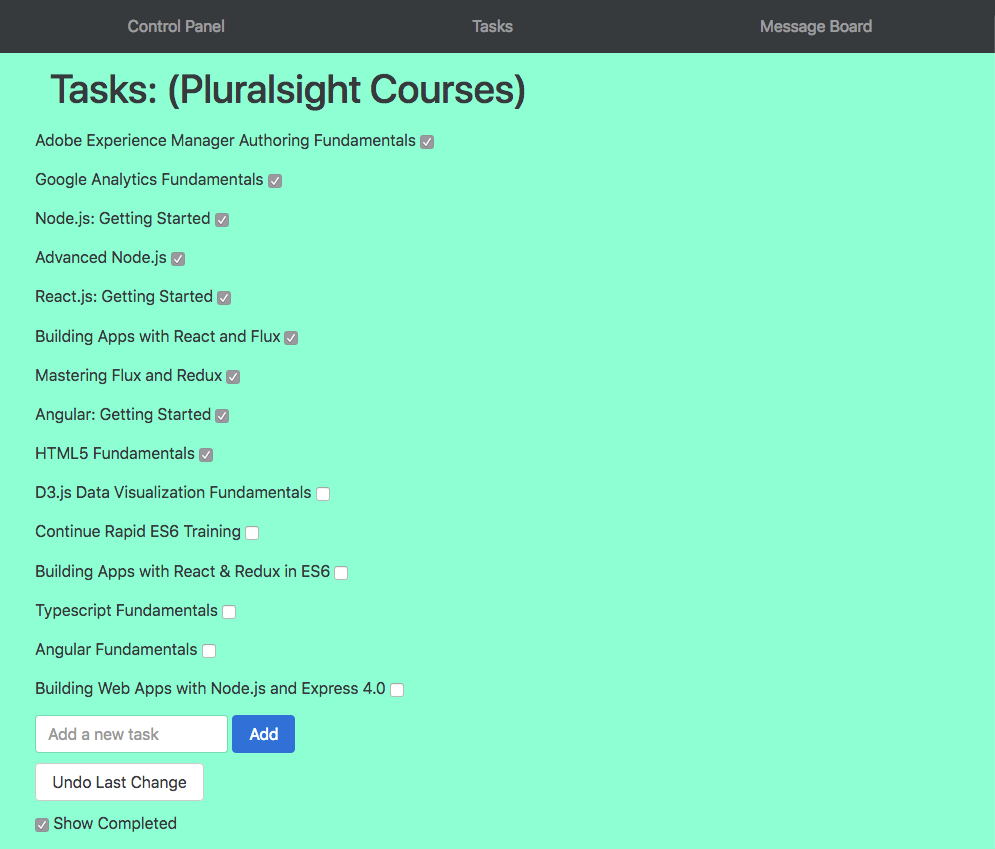 Control Panel Tasks Message Board
Tasks: (Pluralsight Courses)
Adobe Experience Manager Authoring Fundamentals
Google Analytics Fundamentals
Node.js: Getting Started
Advanced Node.js
React.js: Getting Started
Building Apps with React and Flux
Mastering Flux and Redux
Angular: Getting Started
HTML5 Fundamentals
D3.js Data Visualization Fundamentals
Continue Rapid ES6 Training
Building Apps with React & Redux in ES6
Typescript Fundamentals
Angular Fundamentals
Building Web Apps with Node.js and Express 4.0
Add a new task Add
Undo Last Change
Show Completed